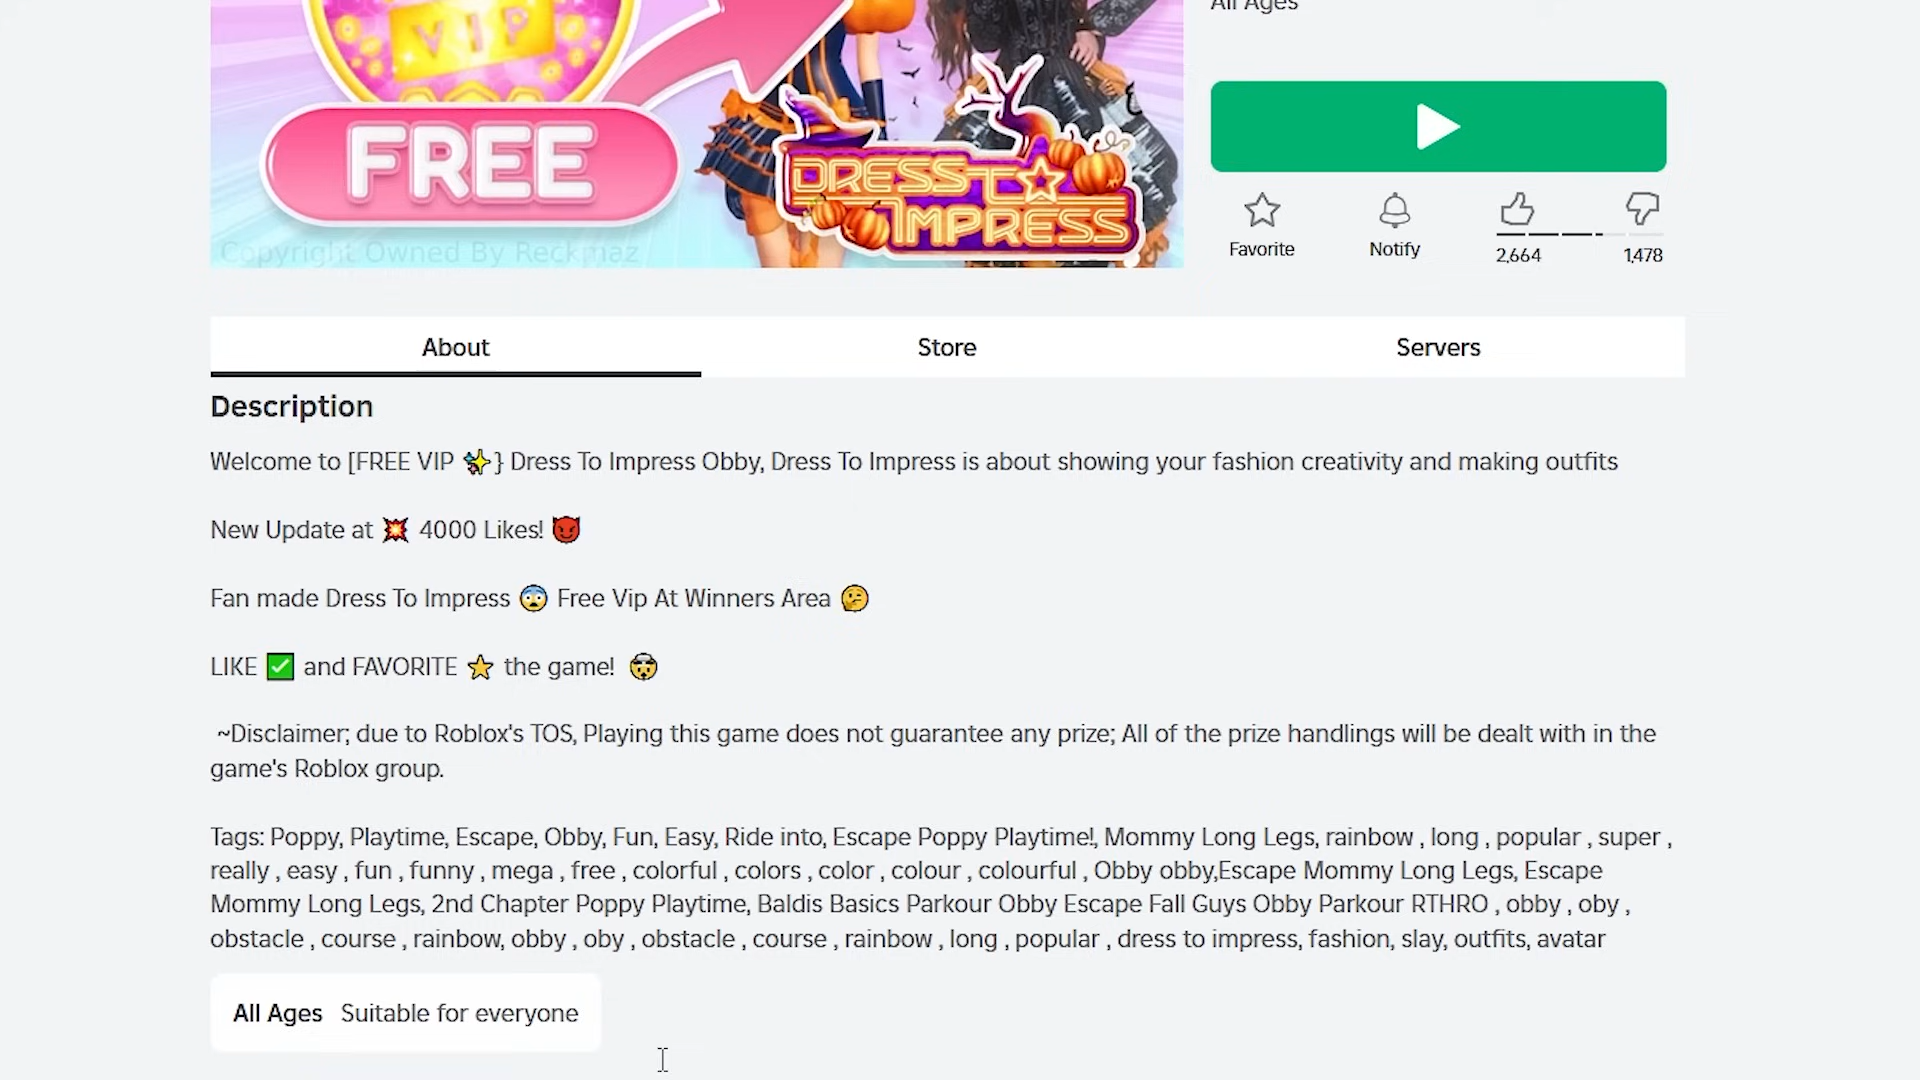 All Ages
VIP
FREE
DRESS TO
IMPRESS
Copyright Owned By Reckmaz
Favorite
Notify
2,664
1,478
About
Store
Servers
Description
Welcome to [FREE VIP ✨} Dress To Impress Obby, Dress To Impress is about showing your fashion creativity and making outfits
New Update at 💥 4000 Likes! 😈
Fan made Dress To Impress 😨 Free Vip At Winners Area 🤔
LIKE ✅ and FAVORITE ⭐ the game! 🤯
~Disclaimer; due to Roblox's TOS, Playing this game does not guarantee any prize; All of the prize handlings will be dealt with in the
game's Roblox group.
Tags: Poppy, Playtime, Escape, Obby, Fun, Easy, Ride into, Escape Poppy Playtime!, Mommy Long Legs, rainbow , long , popular , super ,
really , easy , fun , funny , mega , free , colorful , colors , color , colour , colourful , Obby obby,Escape Mommy Long Legs, Escape
Mommy Long Legs, 2nd Chapter Poppy Playtime, Baldis Basics Parkour Obby Escape Fall Guys Obby Parkour RTHRO , obby , oby ,
obstacle , course , rainbow, obby , oby , obstacle , course , rainbow , long , popular , dress to impress, fashion, slay, outfits, avatar
All Ages Suitable for everyone